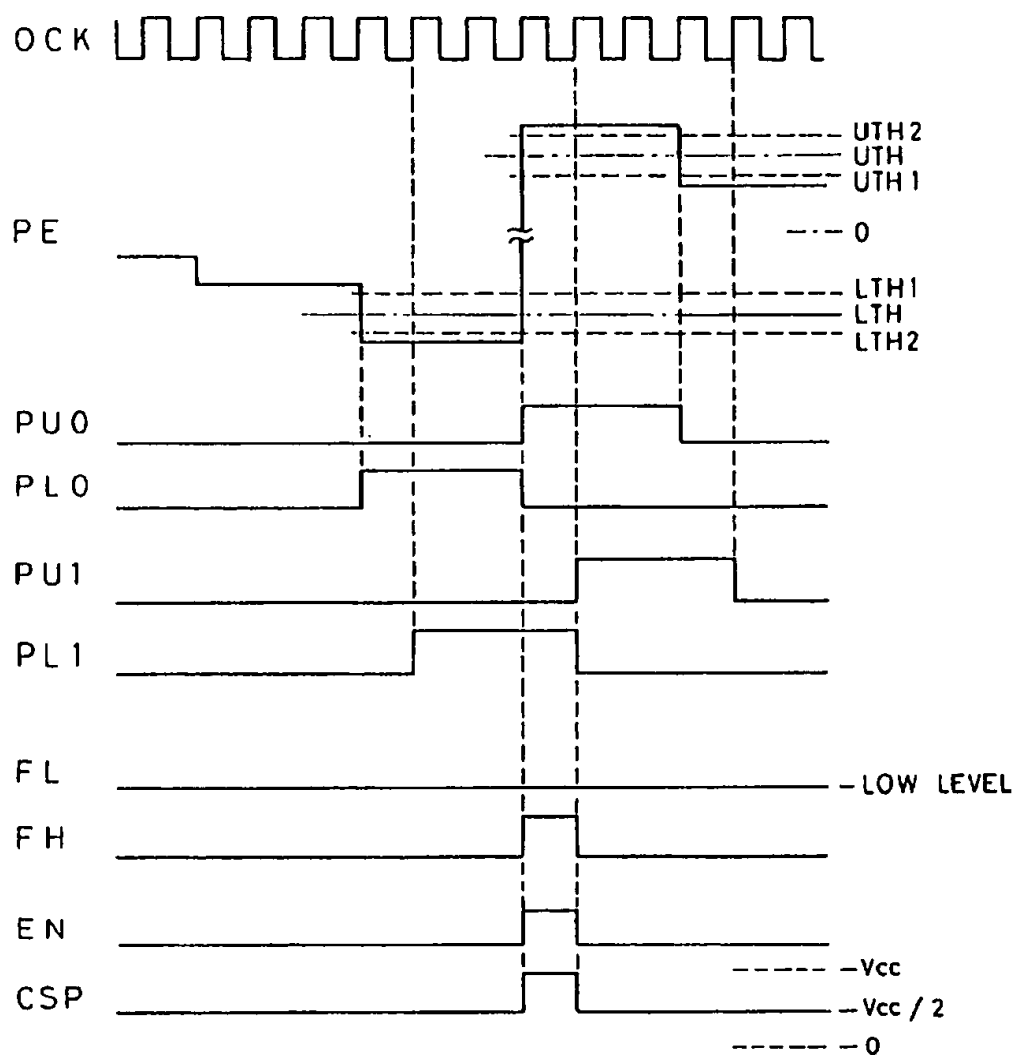 OCK
UTH2
UTH
UTH1
PE
0
LTH1
LTH
LTH2
PU0
PL0
PU1
PL1
FL
LOW LEVEL
FH
EN
Vcc
CSP
Vcc / 2
0